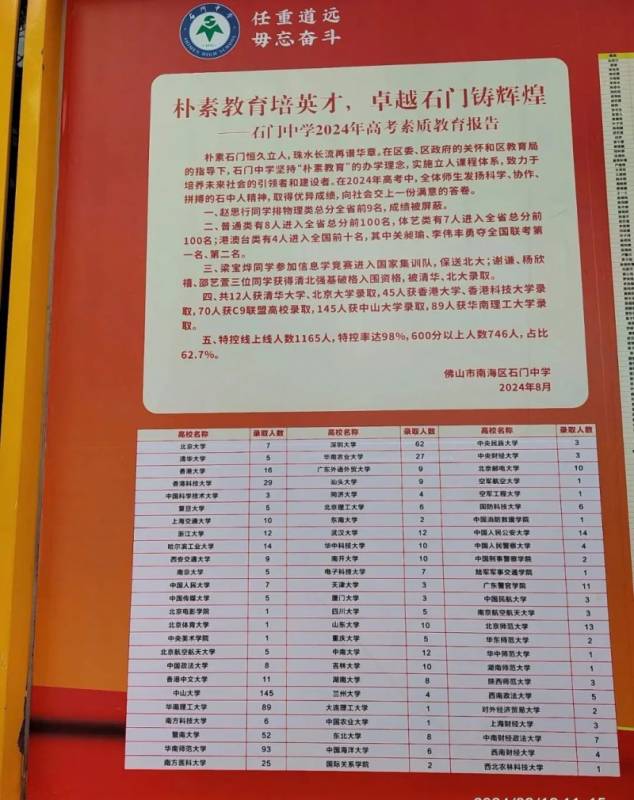 石门中学
SHIMEN HIGH SCHOOL
任重道远
毋忘奋斗
朴素教育培英才，卓越石门铸辉煌
——石门中学2024年高考素质教育报告
朴素石门恒久立人，珠水长流再谱华章。在区委、区政府的关怀和区教育局
的指导下，石门中学坚持“朴素教育”的办学理念，实施立人课程体系，致力于
培养未来社会的引领者和建设者。在2024年高考中，全体师生发扬科学、协作、
拼搏的石中人精神，取得优异成绩，向社会交上一份满意的答卷。
一、赵思行同学排物理类总分全省前9名，成绩被屏蔽。
二、普通类有8人进入全省总分前100名，体艺类有7人进入全省总分前
100名；港澳台类有4人进入全国前十名，其中关昶瑜、李伟丰勇夺全国联考第
一名、第二名。
三、梁宝烨同学参加信息学竞赛进入国家集训队，保送北大；谢谦、杨欣
禧、邵艺萱三位同学获得清北强基破格入围资格，被清华、北大录取。
四、共12人获清华大学、北京大学录取，45人获香港大学、香港科技大学录
取，70人获C9联盟高校录取，145人获中山大学录取，89人获华南理工大学录
取。
五、特控线上线人数1165人，特控率达98%，600分以上人数746人，占比
62.7%。
佛山市南海区石门中学
2024年8月
高校名称 录取人数 高校名称 录取人数 高校名称 录取人数
北京大学 7 深圳大学 62 中央民族大学 3
清华大学 5 华南农业大学 27 中央财经大学 3
香港大学 16 广东外语外贸大学 9 北京邮电大学 10
香港科技大学 29 汕头大学 9 空军航空大学 1
中国科学技术大学 3 同济大学 4 空军工程大学 1
复旦大学 5 北京理工大学 6 国防科技大学 6
上海交通大学 10 东南大学 2 中国消防救援学院 1
浙江大学 12 武汉大学 12 中国人民公安大学 14
哈尔滨工业大学 14 华中科技大学 10 中国人民警察大学 4
西安交通大学 9 南开大学 10 中国刑事警察学院 2
南京大学 5 电子科技大学 7 陆军军事交通学院 1
中国人民大学 7 天津大学 3 广东警官学院 11
中国传媒大学 5 厦门大学 3 中国民航大学 3
北京电影学院 1 四川大学 5 南京航空航天大学 3
北京体育大学 1 山东大学 10 北京师范大学 13
中央美术学院 1 重庆大学 5 华东师范大学 2
北京航空航天大学 5 中南大学 12 华中师范大学 1
中国政法大学 8 吉林大学 10 湖南师范大学 1
香港中文大学 11 湖南大学 8 陕西师范大学 3
中山大学 145 兰州大学 4 西南政法大学 5
华南理工大学 89 大连理工大学 1 对外经济贸易大学 2
南方科技大学 6 中国农业大学 1 上海财经大学 3
暨南大学 52 东北大学 8 中南财经政法大学 7
华南师范大学 93 中国海洋大学 6 西南财经大学 4
南方医科大学 25 国际关系学院 2 西北农林科技大学 1